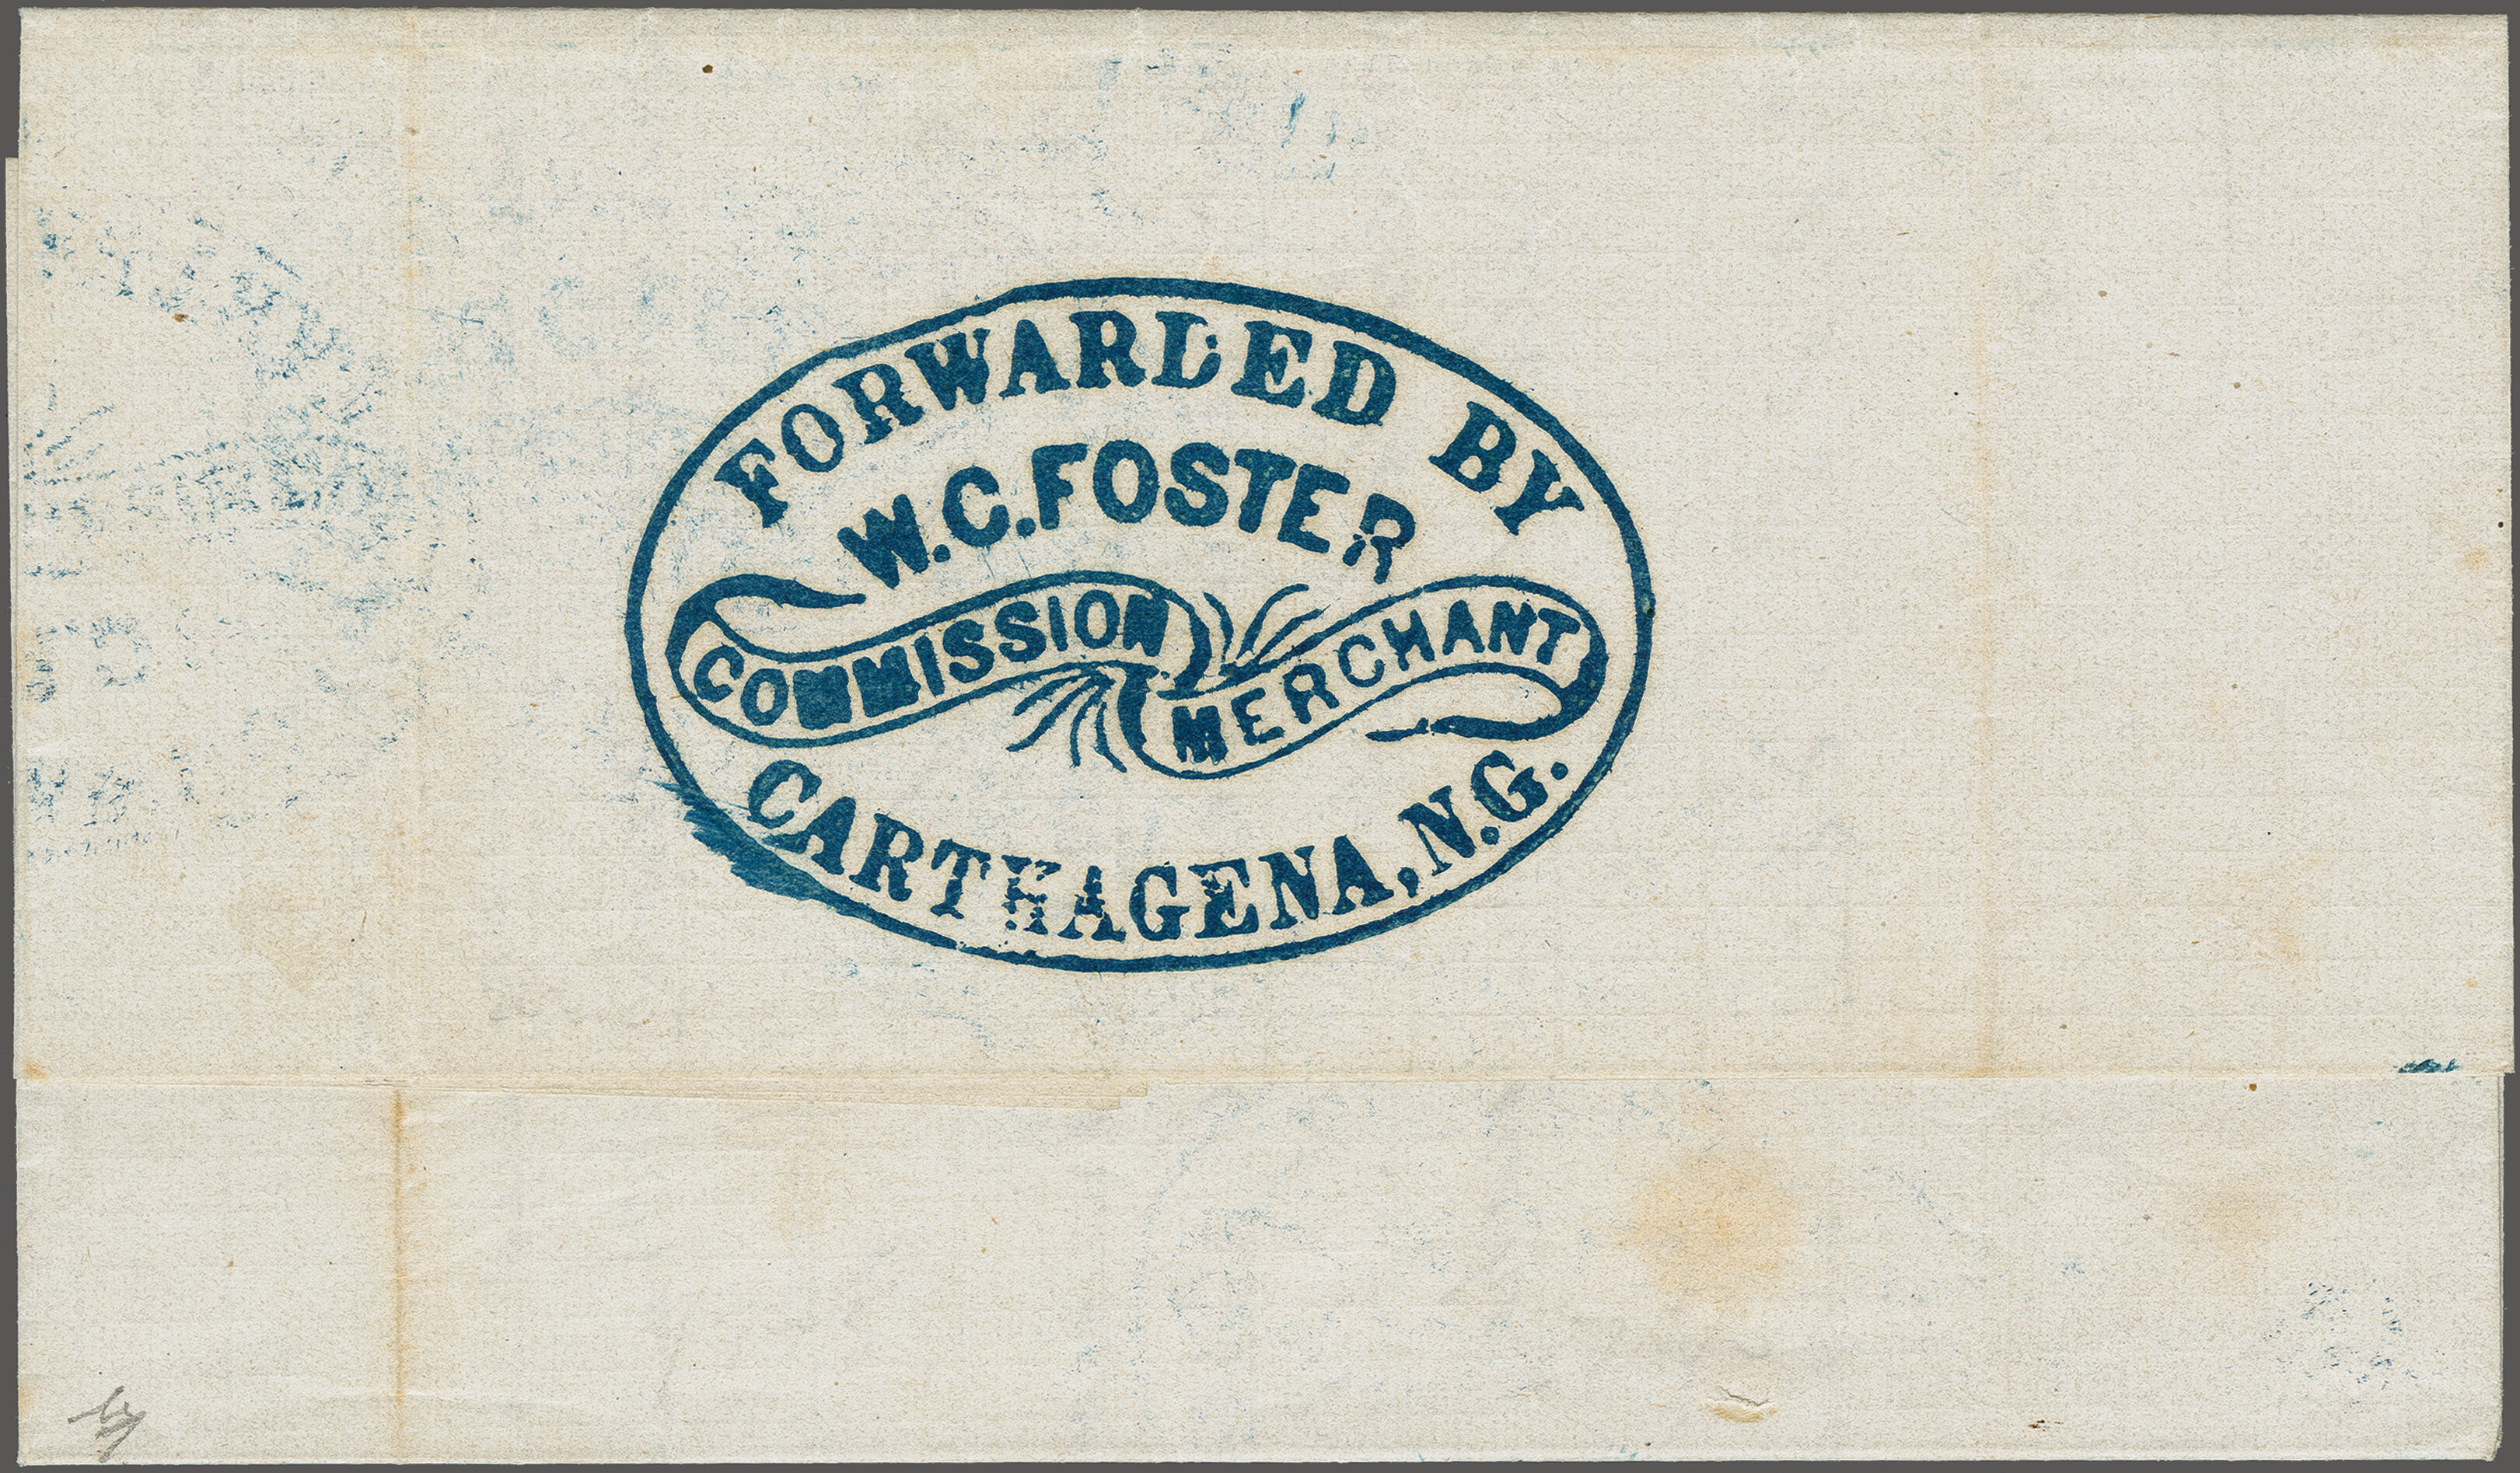 FORWARDED BY
W.C.FOSTER
COMMISSION MERCHANT
CARTHAGENA, N.G.